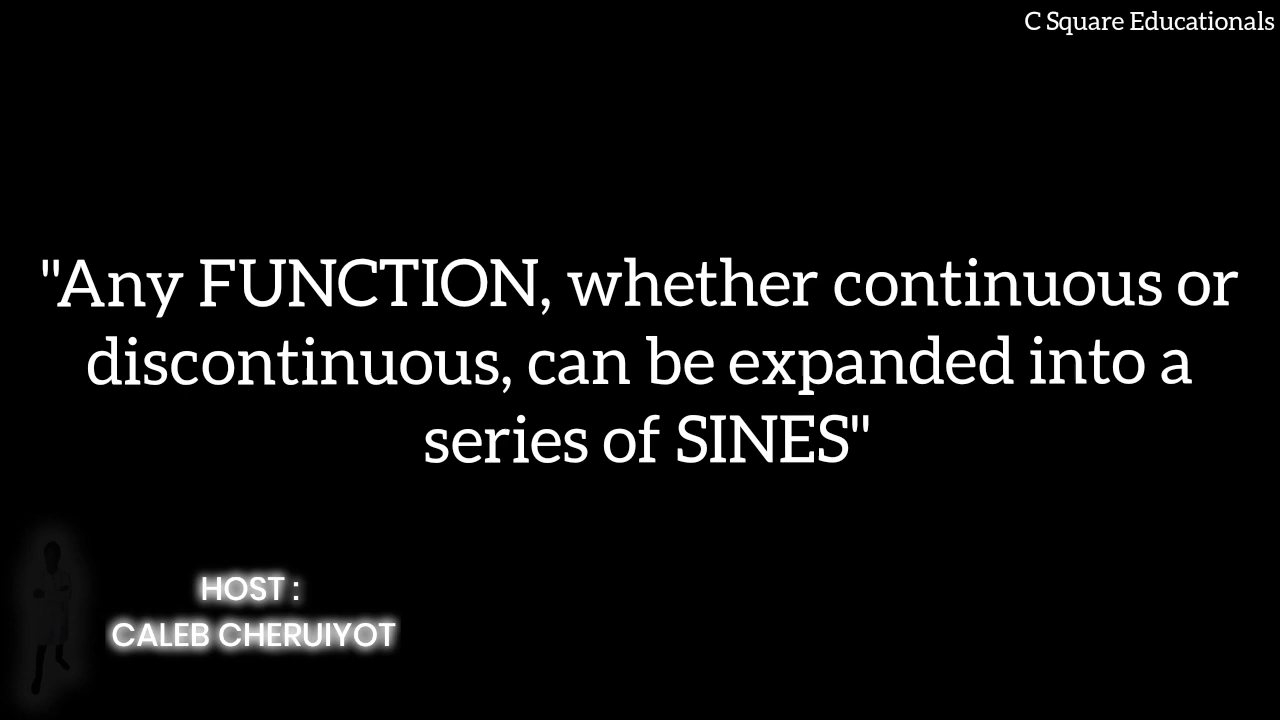 C Square Educationals
"Any FUNCTION, whether continuous or
discontinuous, can be expanded into a
series of SINES"
HOST :
CALEB CHERUIYOT